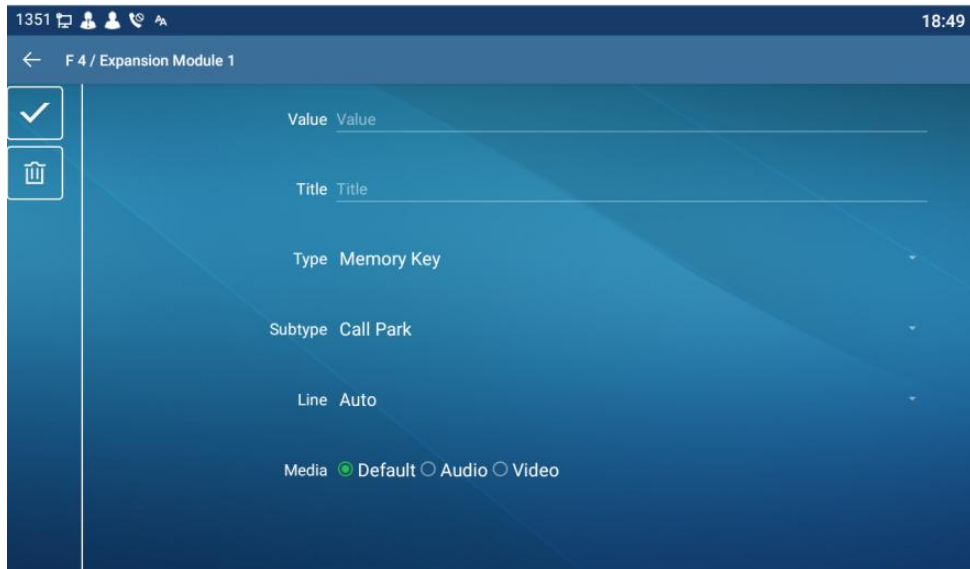 1351 18:49
F 4 / Expansion Module 1
Value Value
Title Title
Type Memory Key
Subtype Call Park
Line Auto
Media Default Audio Video